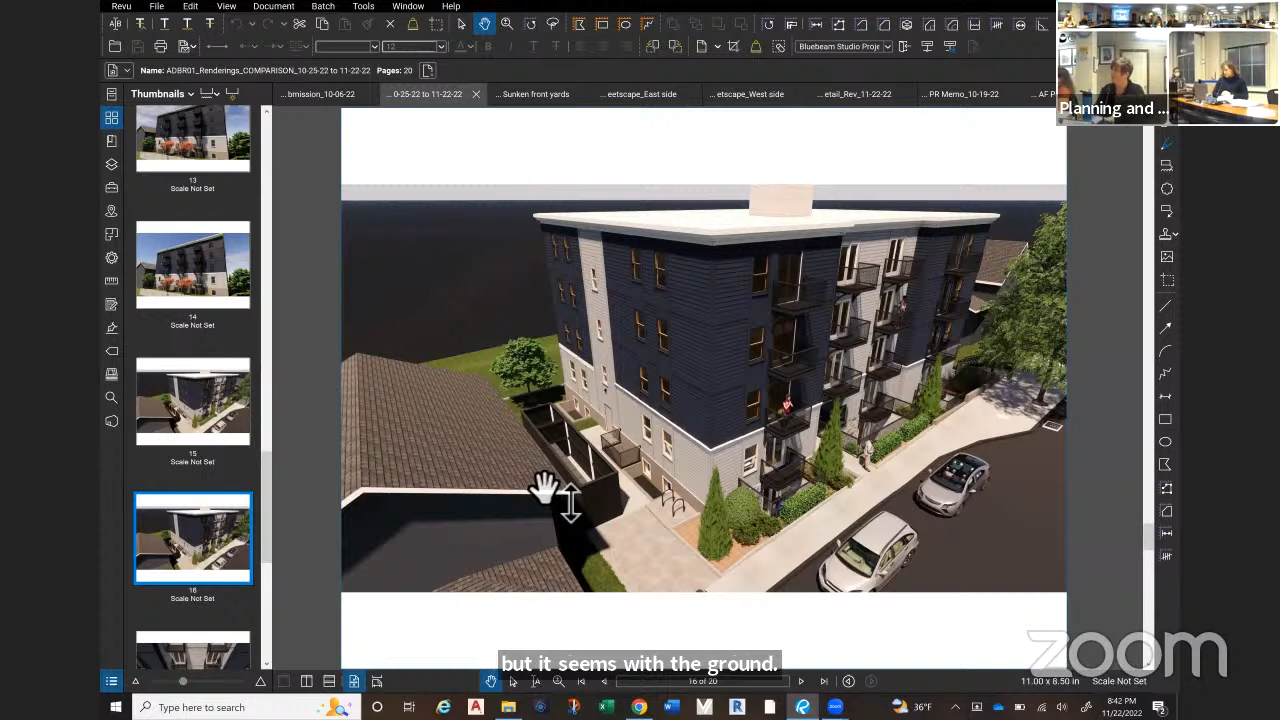 Revu File Edit View Document Batch Tools Window Help
12
Bluebeam Studio Proje
Name: ADBR01_Renderings_COMPARISON_10-25-22 to 11-22-22 Pages: 20
Thumbnails
...bmission_10-06-22
...0-25-22 to 11-22-22
...Sunken front yards
...eetscape_East side
...etscape_West side
...etail_Rev_11-22-22
...PR Memo_10-19-22
...AF P
Planning and ...
13
Scale Not Set
14
Scale Not Set
15
Scale Not Set
16
Scale Not Set
but it seems with the ground.
zoom
16 of 20
11.00 x 8.50 in
Scale Not Set
Type here to search
36°F
8:42 PM
11/22/2022